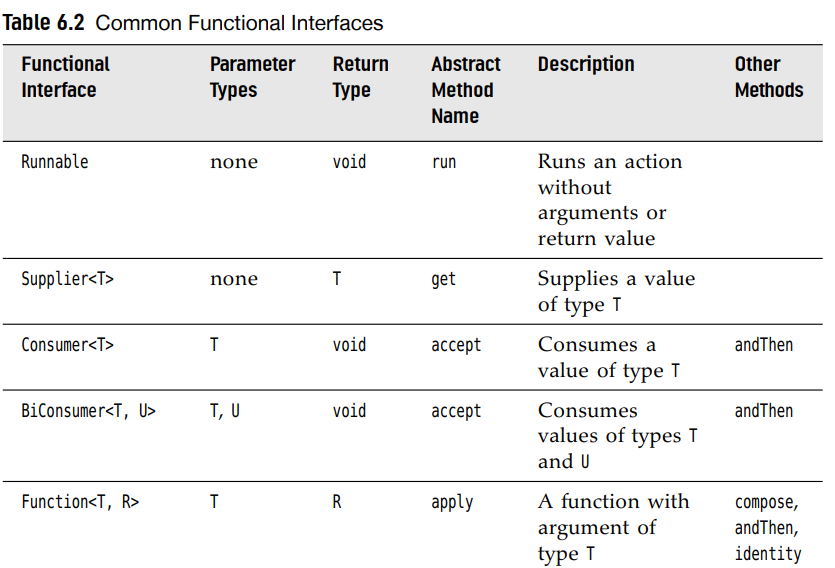 Table 6.2 Common Functional Interfaces
Functional Interface Parameter Types Return Type Abstract Method Name Description Other Methods
Runnable none void run Runs an action without arguments or return value
Supplier<T> none T get Supplies a value of type T
Consumer<T> T void accept Consumes a value of type T andThen
BiConsumer<T, U> T, U void accept Consumes values of types T and U andThen
Function<T, R> T R apply A function with argument of type T compose, andThen, identity